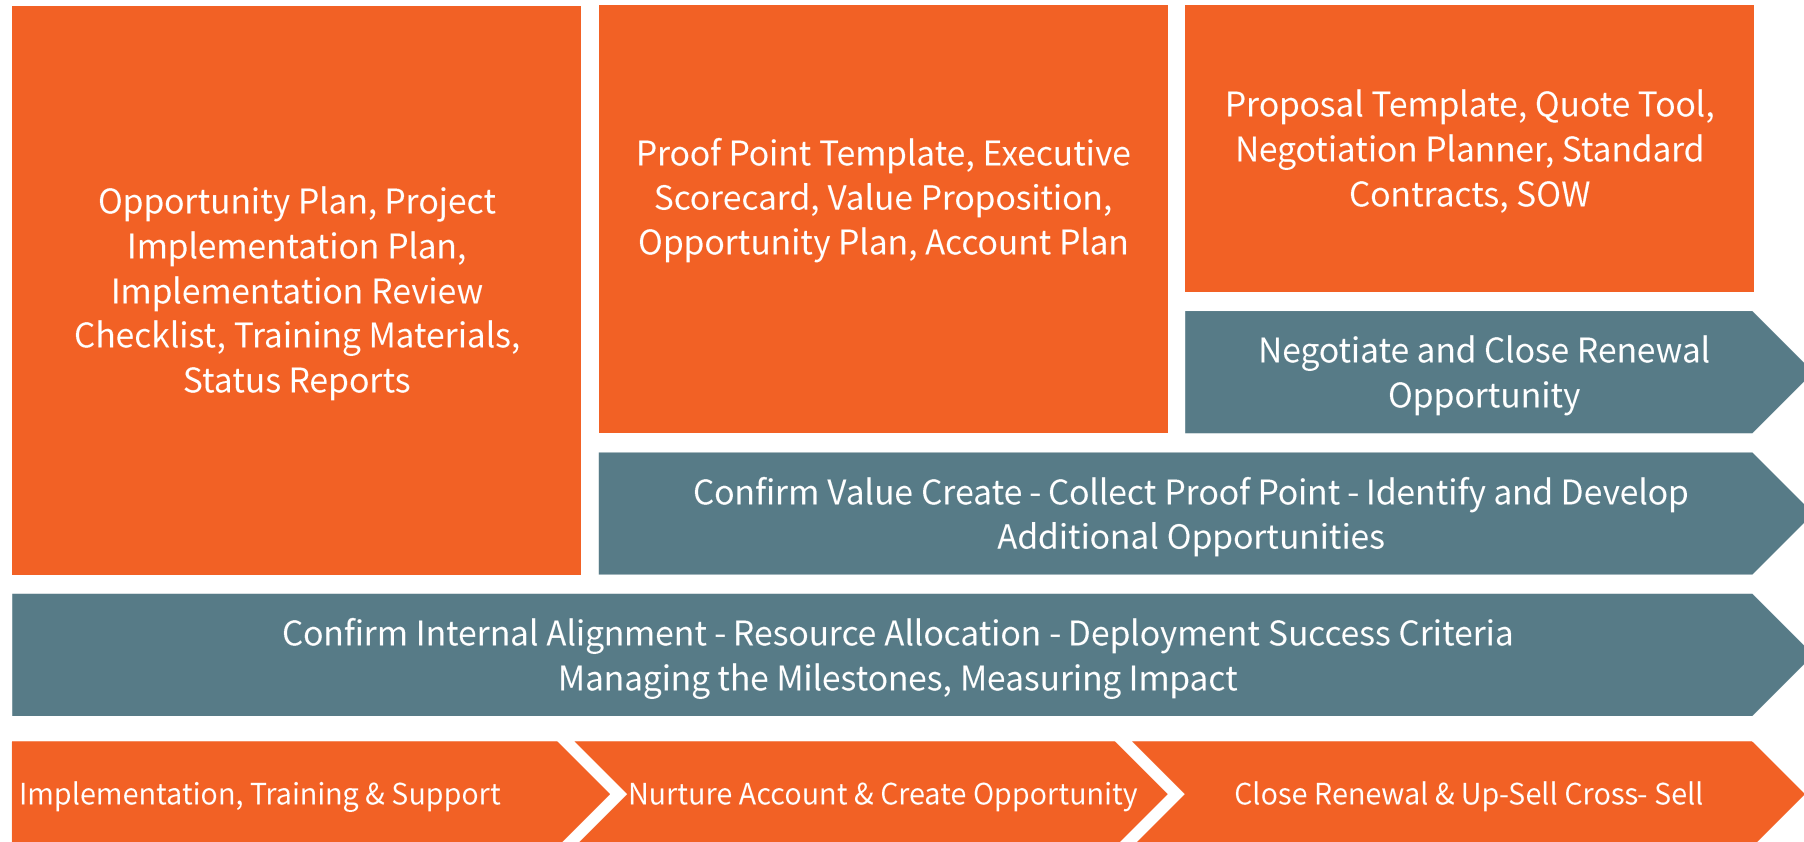 Opportunity Plan, Project
Implementation Plan,
Implementation Review
Checklist, Training Materials,
Status Reports
Proof Point Template, Executive
Scorecard, Value Proposition,
Opportunity Plan, Account Plan
Proposal Template, Quote Tool,
Negotiation Planner, Standard
Contracts, SOW
Negotiate and Close Renewal
Opportunity
Confirm Value Create - Collect Proof Point - Identify and Develop
Additional Opportunities
Confirm Internal Alignment - Resource Allocation - Deployment Success Criteria
Managing the Milestones, Measuring Impact
Implementation, Training & Support
Nurture Account & Create Opportunity
Close Renewal & Up-Sell Cross- Sell